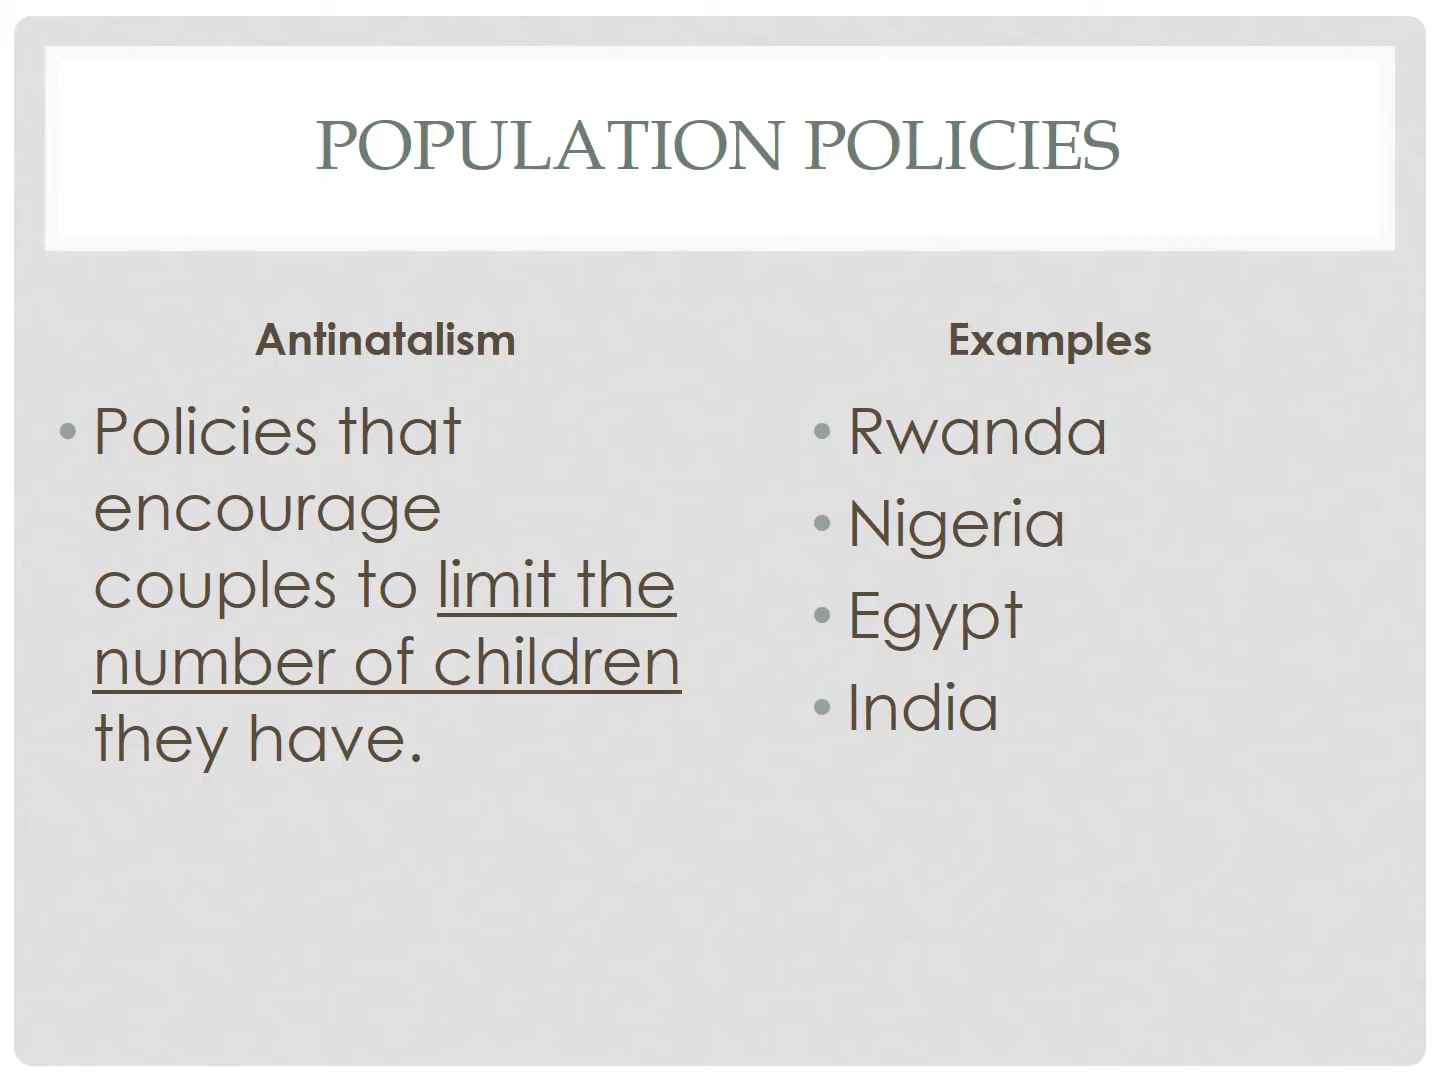 POPULATION POLICIES
Antinatalism
• Policies that
encourage
couples to limit the
number of children
they have.
Examples
• Rwanda
• Nigeria
• Egypt
• India